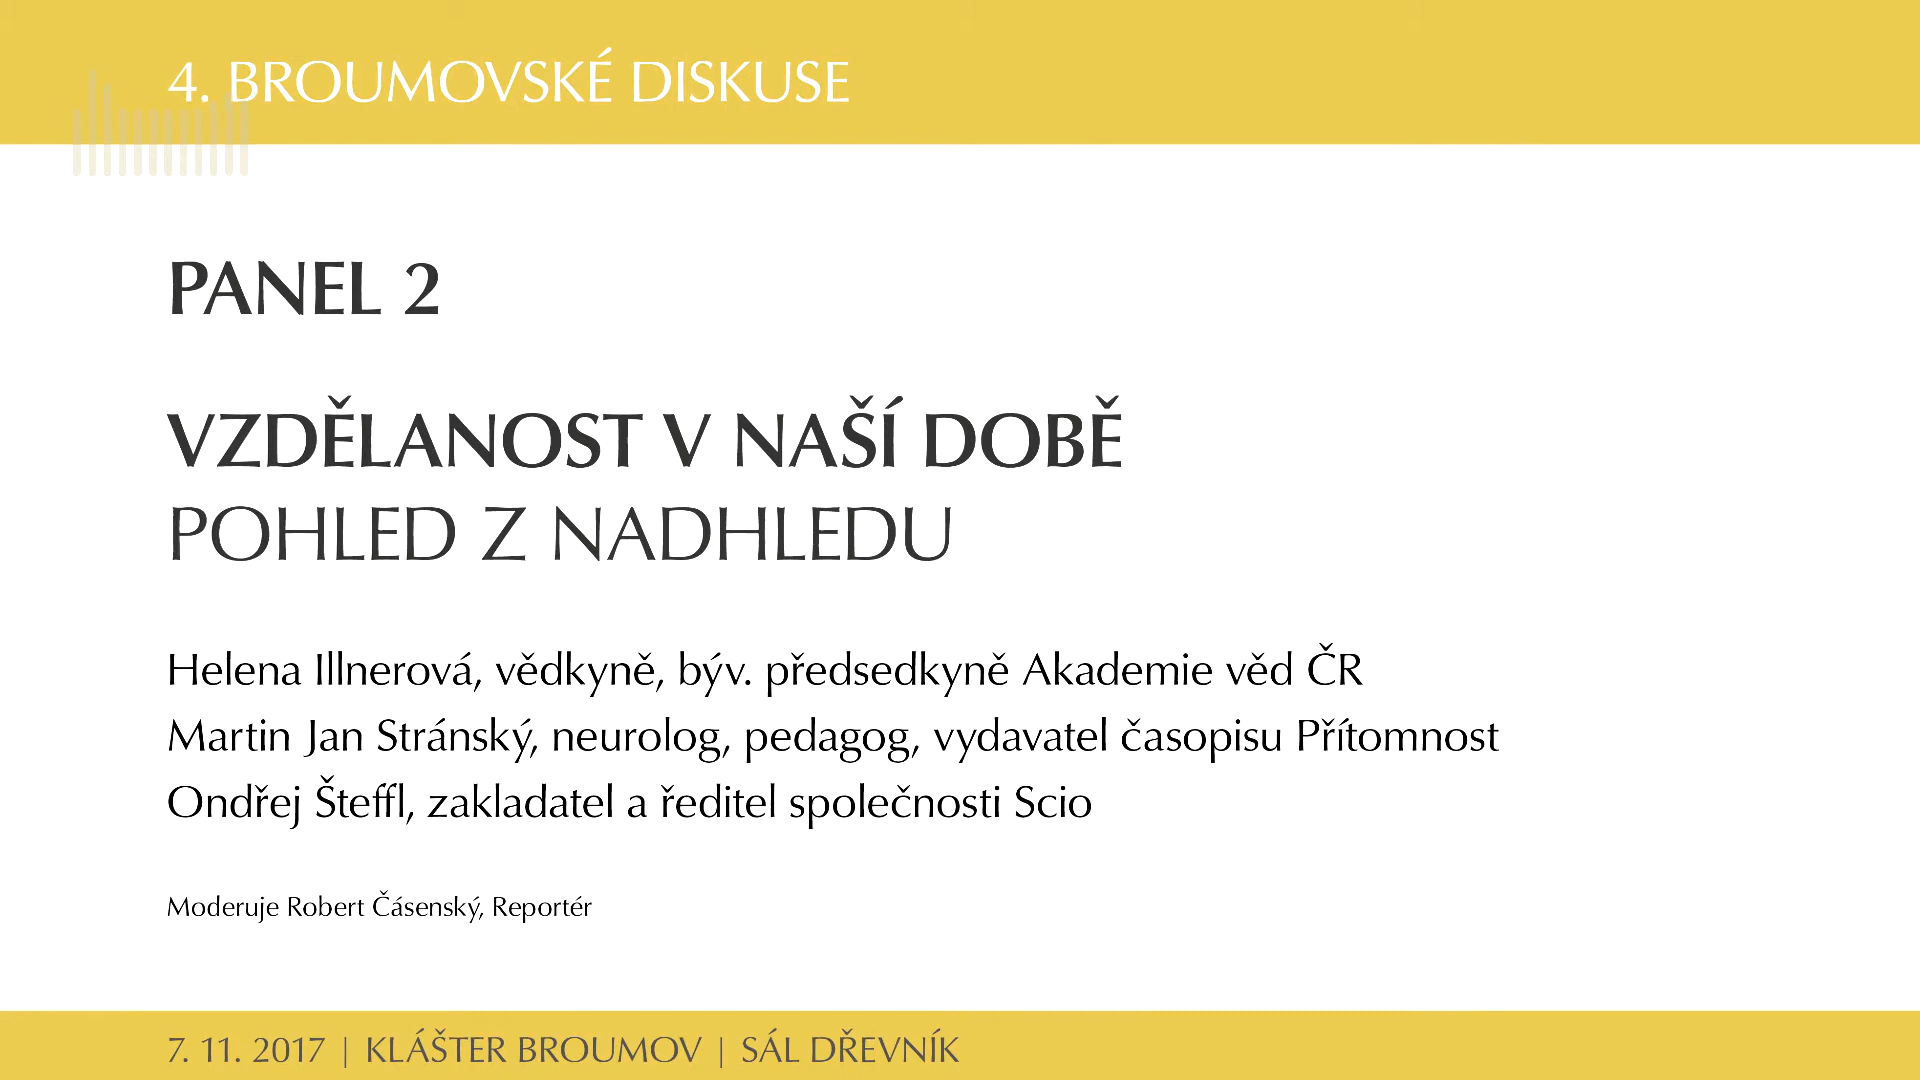 4. BROUMOVSKÉ DISKUSE
PANEL 2
VZDĚLANOST V NAŠÍ DOBĚ
POHLED Z NADHLEDU
Helena Illnerová, vědkyně, býv. předsedkyně Akademie věd ČR
Martin Jan Stránský, neurolog, pedagog, vydavatel časopisu Přítomnost
Ondřej Šteffl, zakladatel a ředitel společnosti Scio
Moderuje Robert Čásenský, Reportér
7. 11. 2017 | KLÁŠTER BROUMOV | SÁL DŘEVNÍK